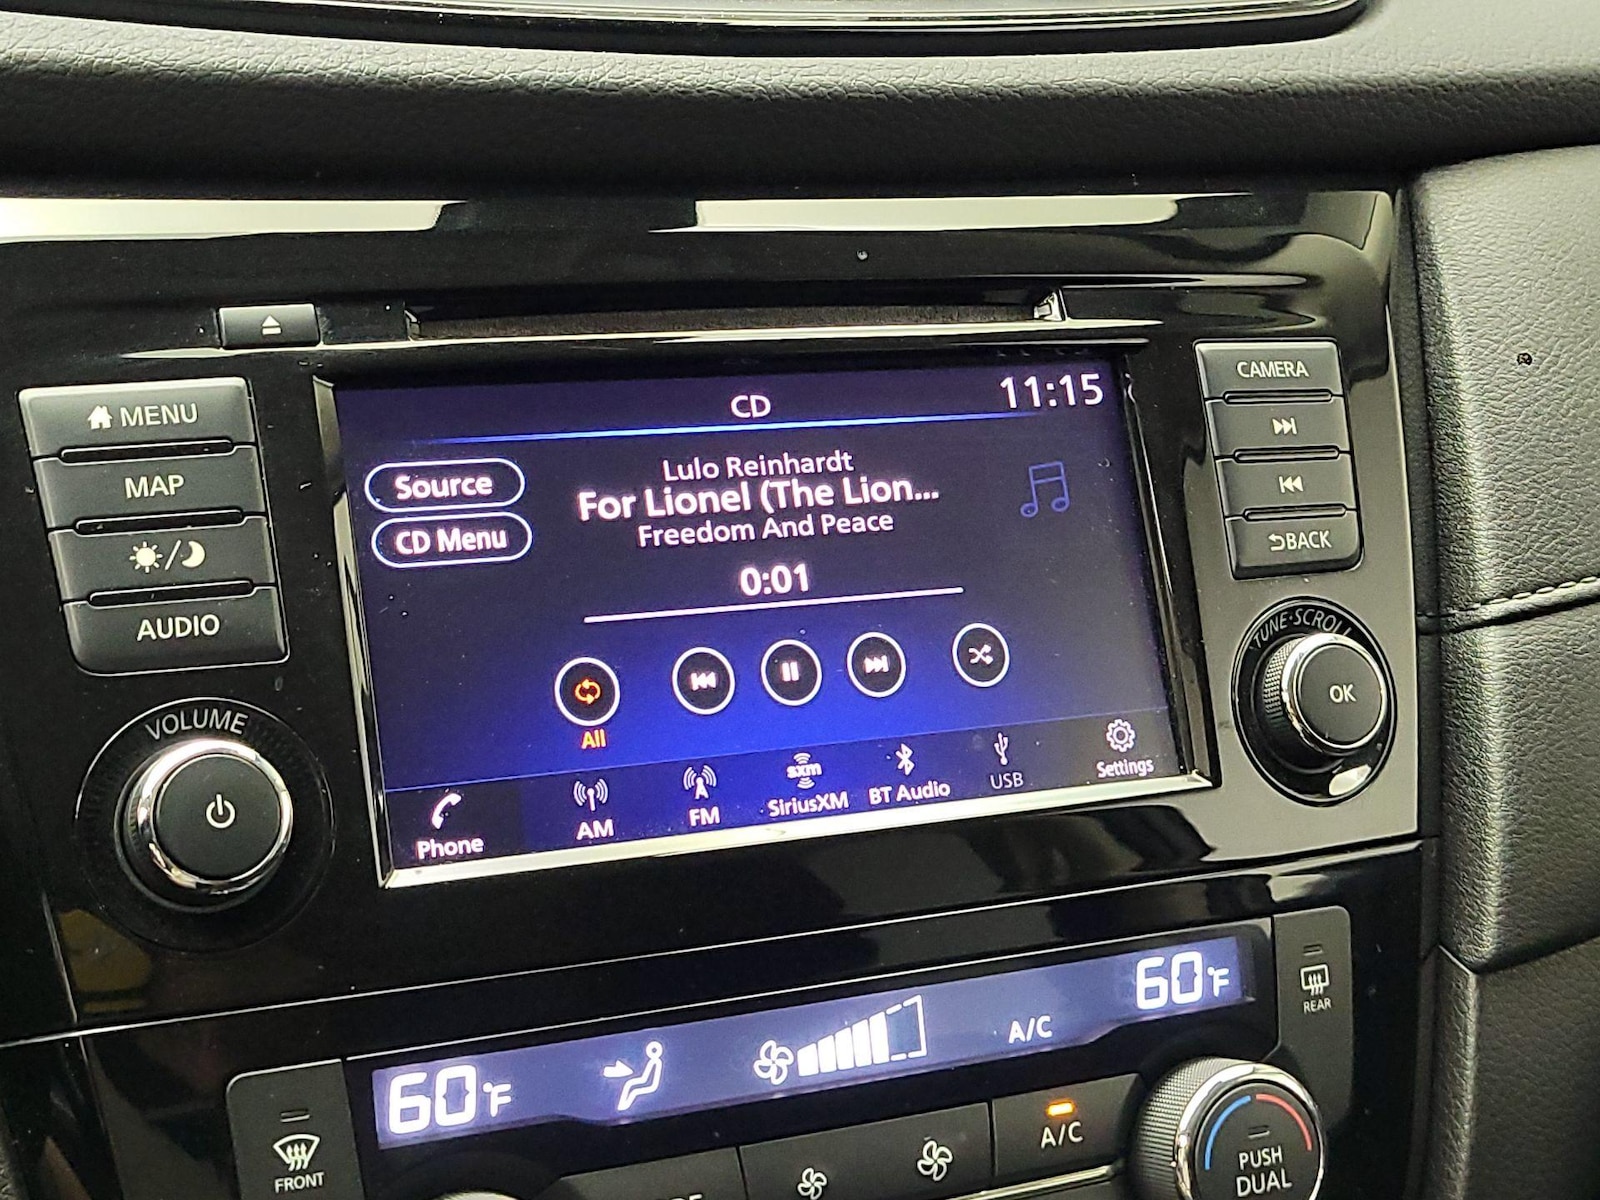 CD
11:15
MENU
MAP
AUDIO
VOLUME
Source
CD Menu
Lulo Reinhardt
For Lionel (The Lion...
Freedom And Peace
0:01
All
Phone
AM
FM
sxm
SiriusXM
BT Audio
USB
Settings
CAMERA
BACK
TUNE·SCROLL
OK
60°F
A/C
60°F
REAR
FRONT
A/C
PUSH
DUAL